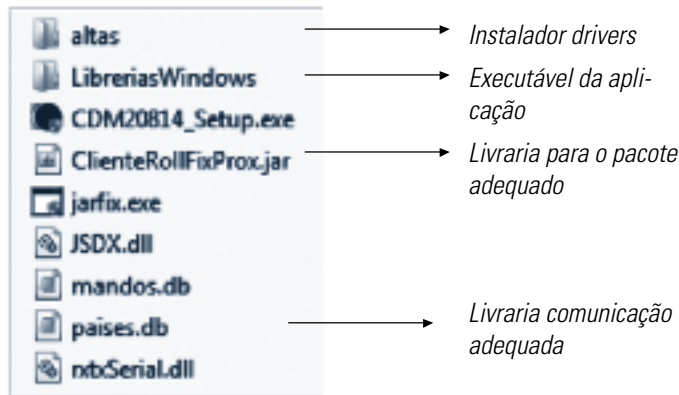 altas
LibreriasWindows
CDM20814_Setup.exe
ClienteRollFixProx.jar
jarfix.exe
JSDX.dll
mandos.db
paises.db
rxtxSerial.dll
Instalador drivers
Executável da apli-
cação
Livraria para o pacote
adequado
Livraria comunicação
adequada